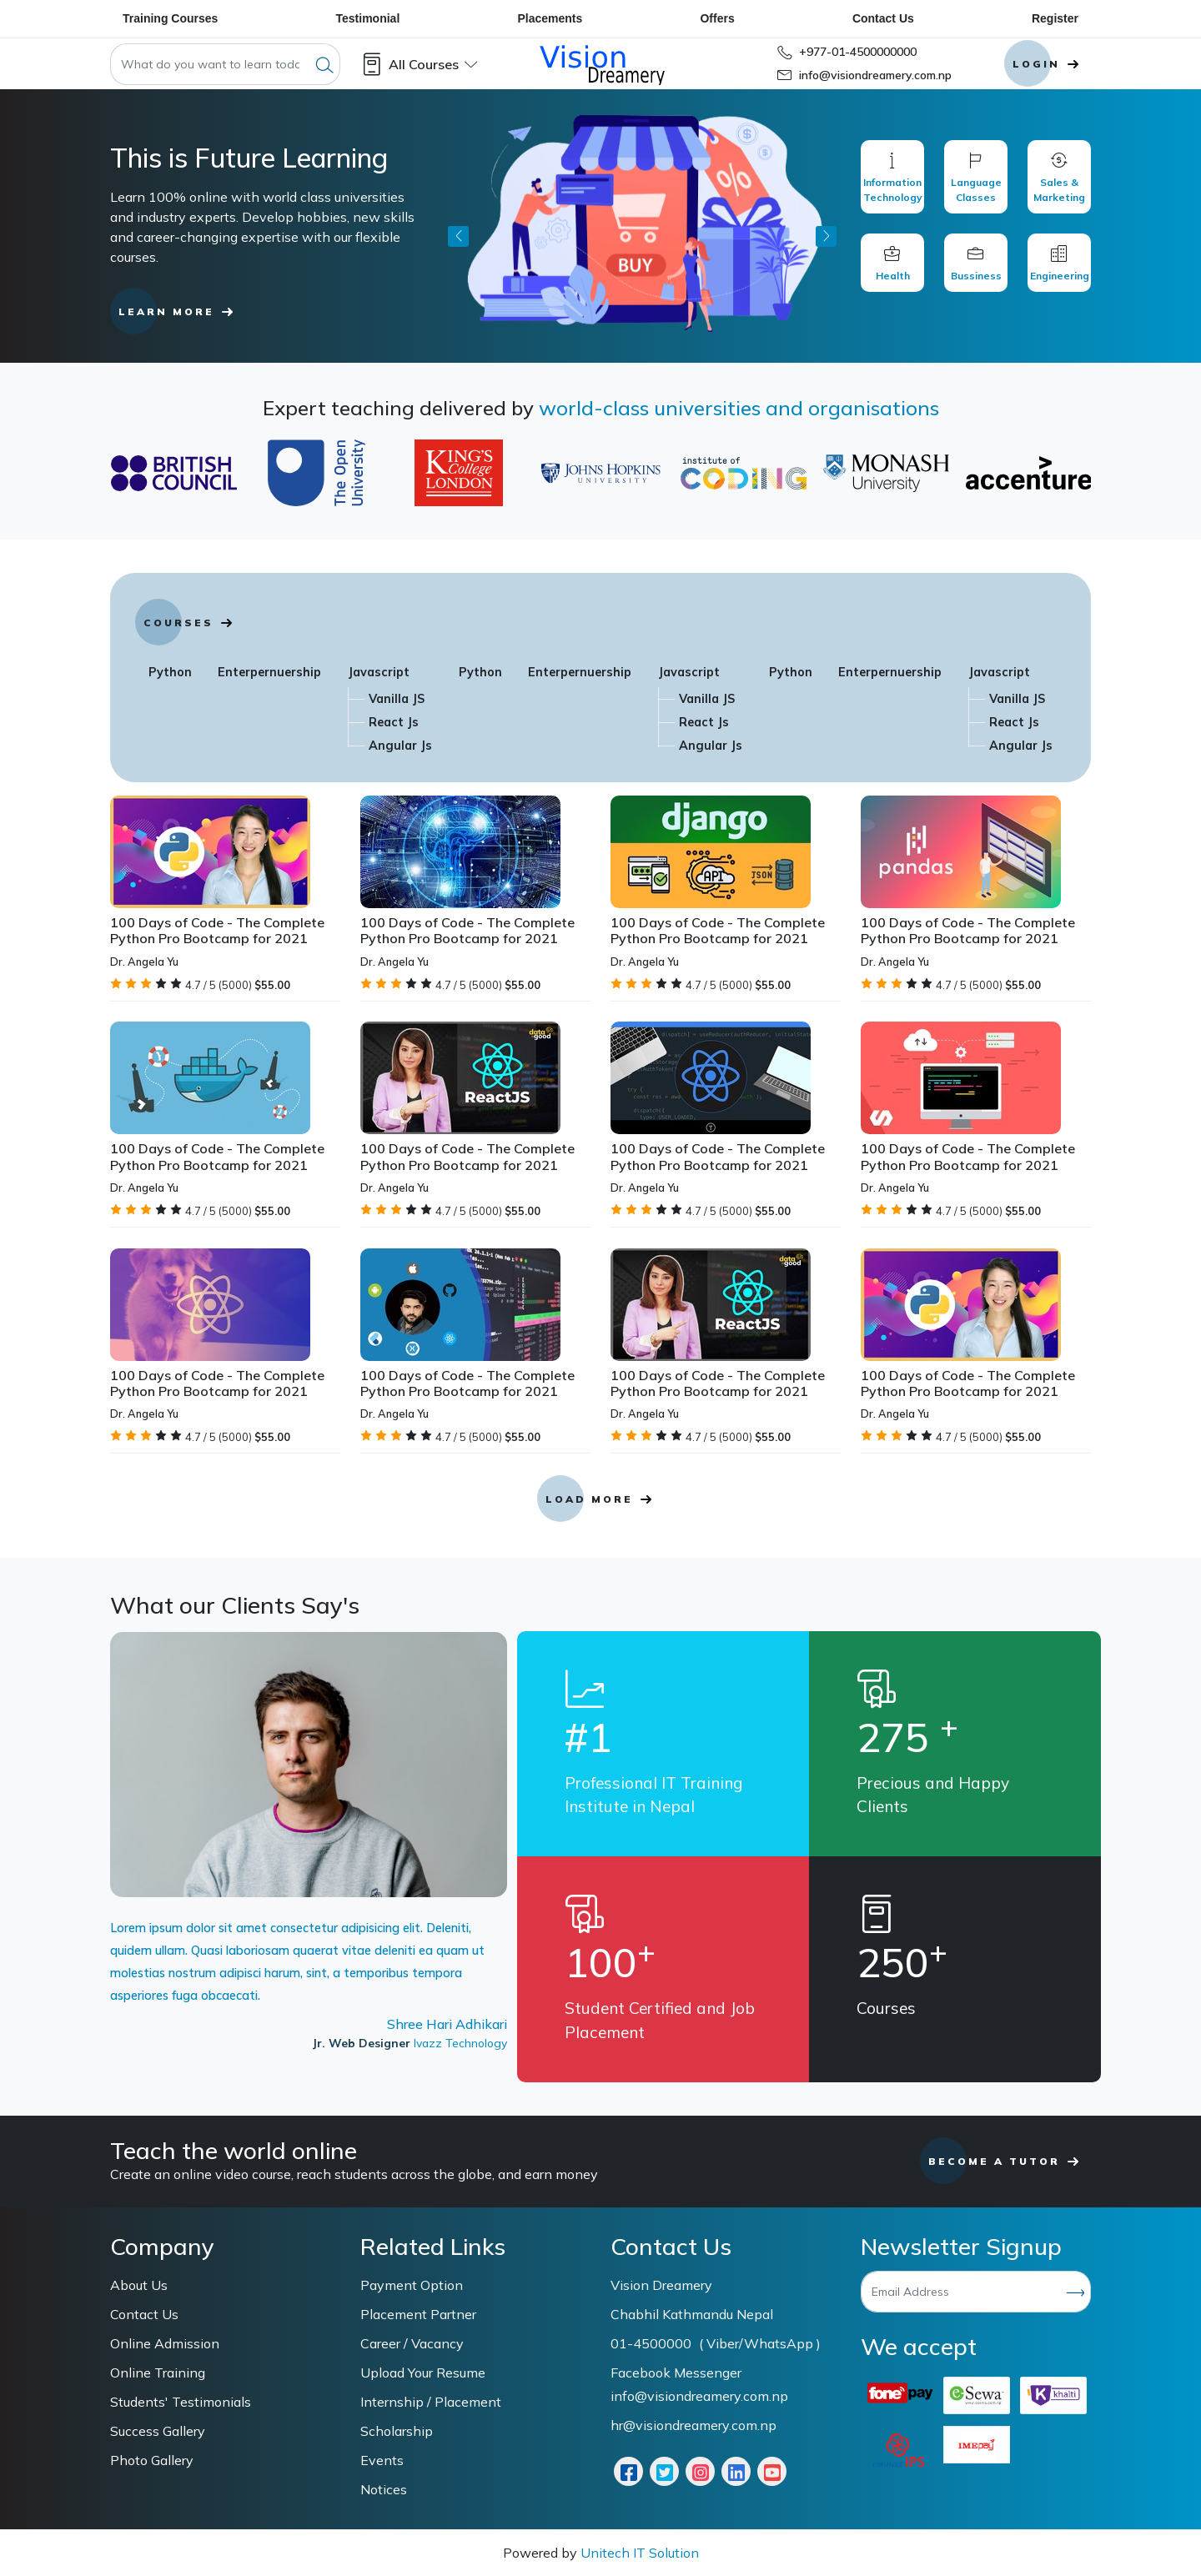 Training Courses Testimonial Placements Offers Contact Us Register
What do you want to learn todc
All Courses
Vision
Dreamery
+977-01-4500000000
info@visiondreamery.com.np
LOGIN
This is Future Learning
Learn 100% online with world class universities
and industry experts. Develop hobbies, new skills
and career-changing expertise with our flexible
courses.
LEARN MORE
%
BUY
Information
Technology
Language
Classes
Sales &
Marketing
Health
Bussiness
Engineering
Expert teaching delivered by world-class universities and organisations
BRITISH
COUNCIL
The Open
University
KING'S
College
LONDON
JOHNS HOPKINS
UNIVERSITY
institute of
CODING
MONASH
University
accenture
COURSES
Python Enterpernuership Javascript Python Enterpernuership Javascript Python Enterpernuership Javascript
Vanilla JS Vanilla JS Vanilla JS
React Js React Js React Js
Angular Js Angular Js Angular Js
django
API
JSON
pandas
100 Days of Code - The Complete 100 Days of Code - The Complete 100 Days of Code - The Complete 100 Days of Code - The Complete
Python Pro Bootcamp for 2021 Python Pro Bootcamp for 2021 Python Pro Bootcamp for 2021 Python Pro Bootcamp for 2021
Dr. Angela Yu Dr. Angela Yu Dr. Angela Yu Dr. Angela Yu
4.7 / 5 (5000) $55.00 4.7 / 5 (5000) $55.00 4.7 / 5 (5000) $55.00 4.7 / 5 (5000) $55.00
data
good
ReactJS
100 Days of Code - The Complete 100 Days of Code - The Complete 100 Days of Code - The Complete 100 Days of Code - The Complete
Python Pro Bootcamp for 2021 Python Pro Bootcamp for 2021 Python Pro Bootcamp for 2021 Python Pro Bootcamp for 2021
Dr. Angela Yu Dr. Angela Yu Dr. Angela Yu Dr. Angela Yu
4.7 / 5 (5000) $55.00 4.7 / 5 (5000) $55.00 4.7 / 5 (5000) $55.00 4.7 / 5 (5000) $55.00
data
good
ReactJS
100 Days of Code - The Complete 100 Days of Code - The Complete 100 Days of Code - The Complete 100 Days of Code - The Complete
Python Pro Bootcamp for 2021 Python Pro Bootcamp for 2021 Python Pro Bootcamp for 2021 Python Pro Bootcamp for 2021
Dr. Angela Yu Dr. Angela Yu Dr. Angela Yu Dr. Angela Yu
4.7 / 5 (5000) $55.00 4.7 / 5 (5000) $55.00 4.7 / 5 (5000) $55.00 4.7 / 5 (5000) $55.00
LOAD MORE
What our Clients Say's
Lorem ipsum dolor sit amet consectetur adipisicing elit. Deleniti,
quidem ullam. Quasi laboriosam quaerat vitae deleniti ea quam ut
molestias nostrum adipisci harum, sint, a temporibus tempora
asperiores fuga obcaecati.
Shree Hari Adhikari
Jr. Web Designer Ivazz Technology
#1
Professional IT Training
Institute in Nepal
275 +
Precious and Happy
Clients
100+
Student Certified and Job
Placement
250+
Courses
Teach the world online
Create an online video course, reach students across the globe, and earn money
BECOME A TUTOR
Company
About Us
Contact Us
Online Admission
Online Training
Students' Testimonials
Success Gallery
Photo Gallery
Related Links
Payment Option
Placement Partner
Career / Vacancy
Upload Your Resume
Internship / Placement
Scholarship
Events
Notices
Contact Us
Vision Dreamery
Chabhil Kathmandu Nepal
01-4500000 ( Viber/WhatsApp )
Facebook Messenger
info@visiondreamery.com.np
hr@visiondreamery.com.np
Newsletter Signup
Email Address
We accept
fone pay
eSewa
khalti
IPS
IME pay
Powered by Unitech IT Solution